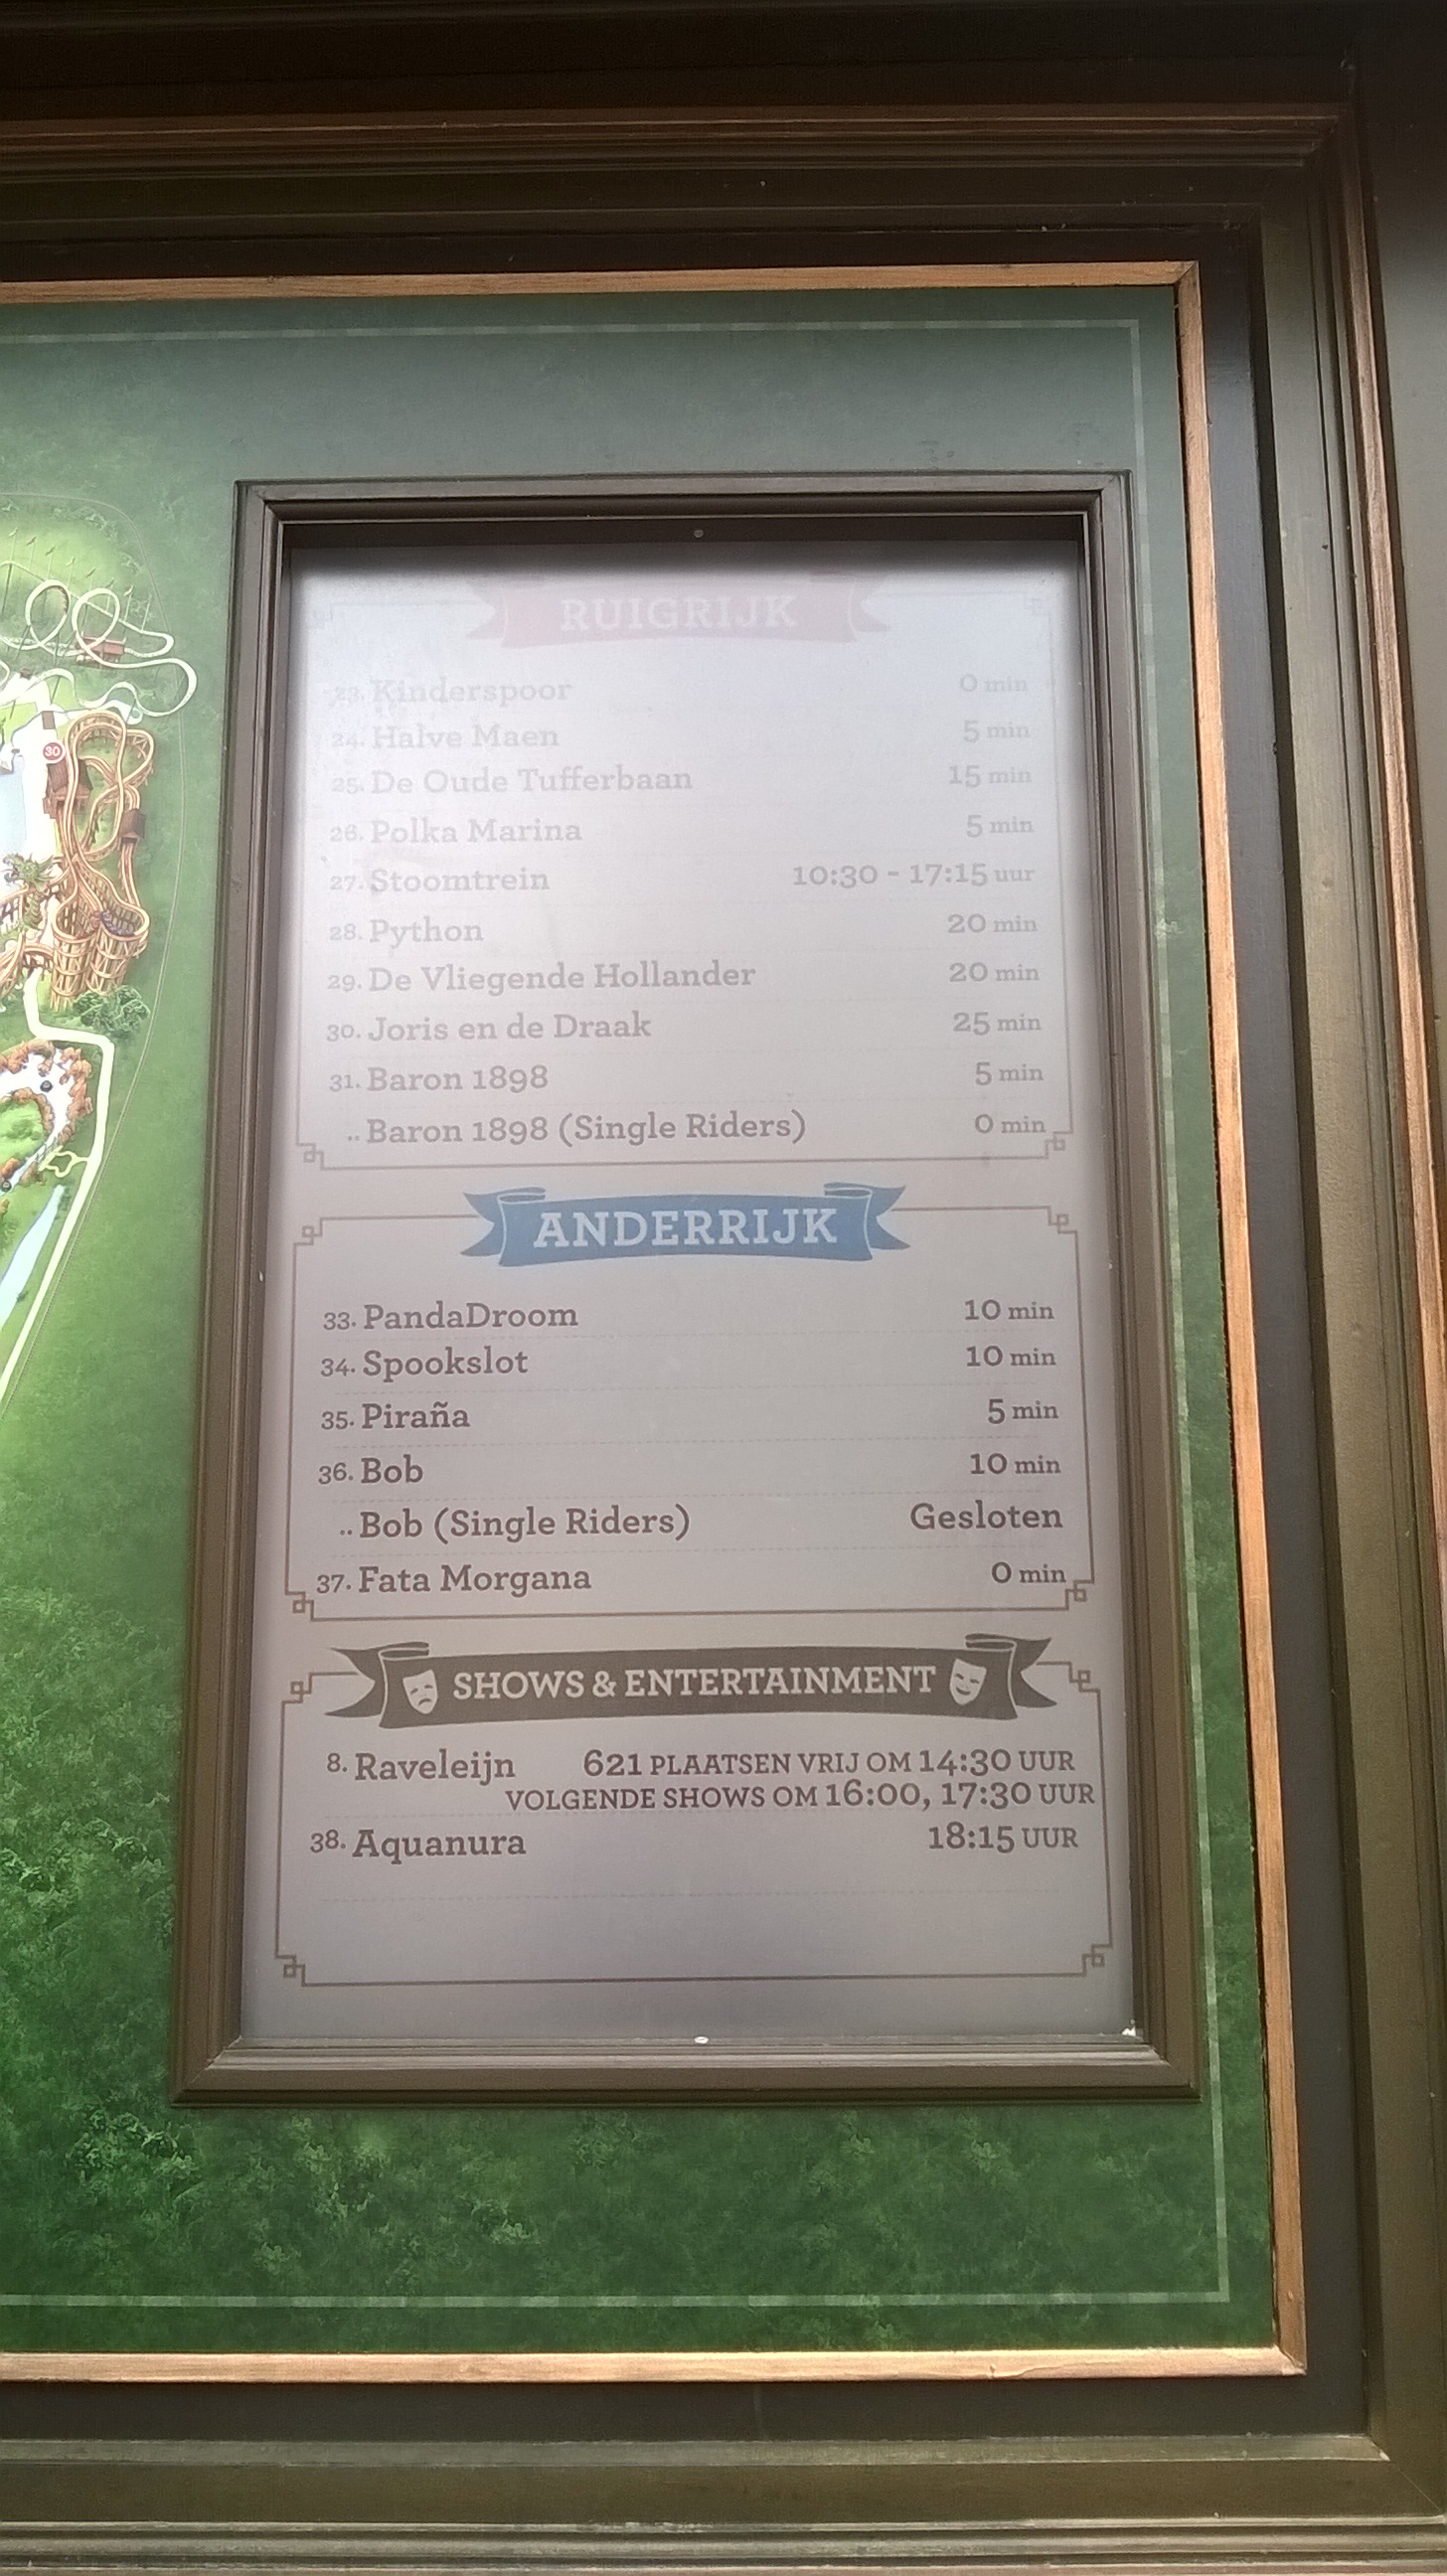 30
RUIGRIJK
23. Kinderspoor 0 min
24. Halve Maen 5 min
25. De Oude Tufferbaan 15 min
26. Polka Marina 5 min
27. Stoomtrein 10:30 - 17:15 uur
28. Python 20 min
29. De Vliegende Hollander 20 min
30. Joris en de Draak 25 min
31. Baron 1898 5 min
.. Baron 1898 (Single Riders) 0 min
ANDERRIJK
33. PandaDroom 10 min
34. Spookslot 10 min
35. Piraña 5 min
36. Bob 10 min
.. Bob (Single Riders) Gesloten
37. Fata Morgana 0 min
SHOWS & ENTERTAINMENT
8. Raveleijn 621 PLAATSEN VRIJ OM 14:30 UUR
VOLGENDE SHOWS OM 16:00, 17:30 UUR
38. Aquanura 18:15 UUR